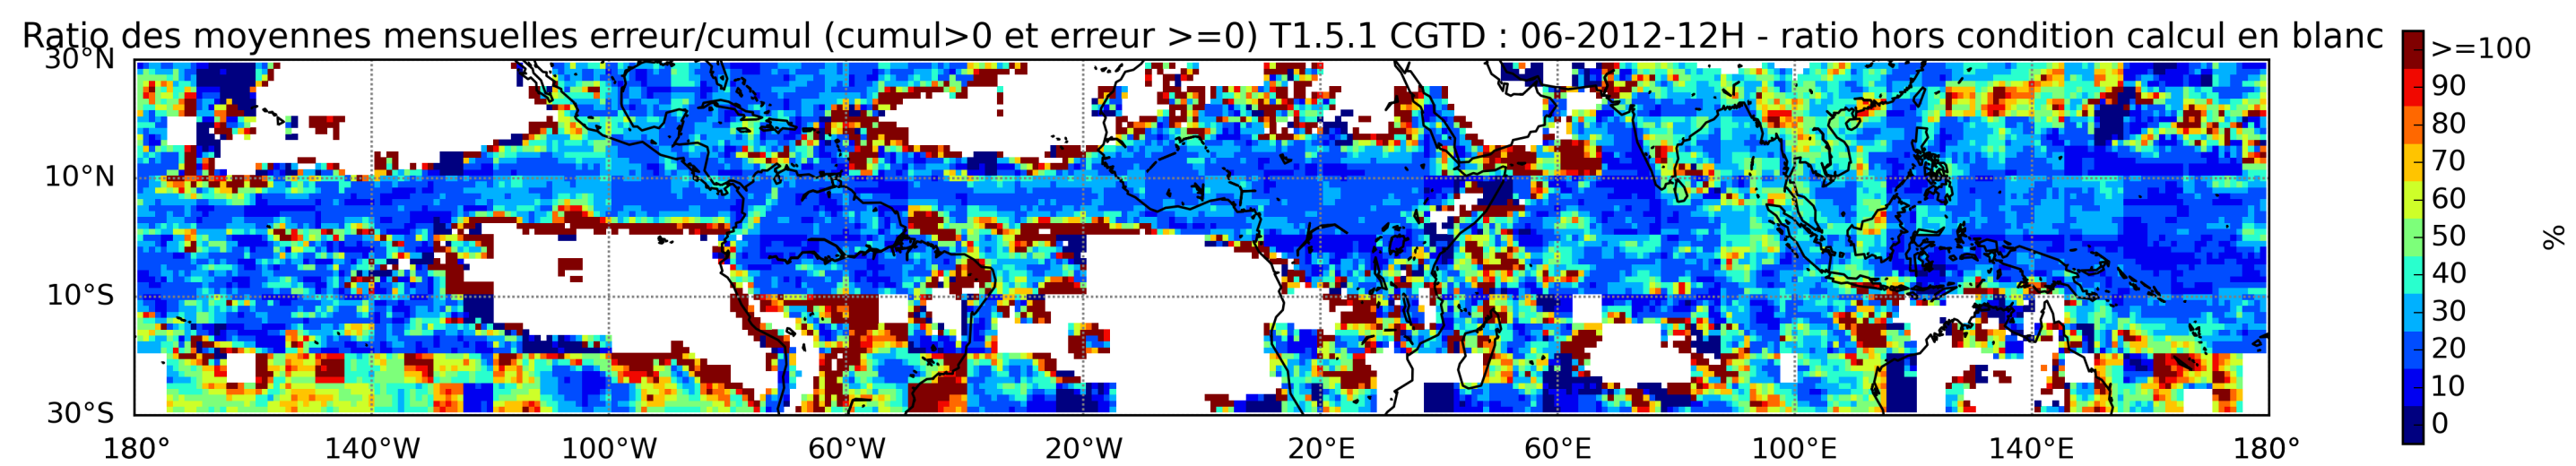 Ratio des moyennes mensuelles erreur/cumul (cumul>0 et erreur >=0) T1.5.1 CGTD : 06-2012-12H - ratio hors condition calcul en blanc
30°N
10°N
10°S
30°S
180° 140°W 100°W 60°W 20°W 20°E 60°E 100°E 140°E 180°
>=100
90
80
70
60
50
40
30
20
10
0
%